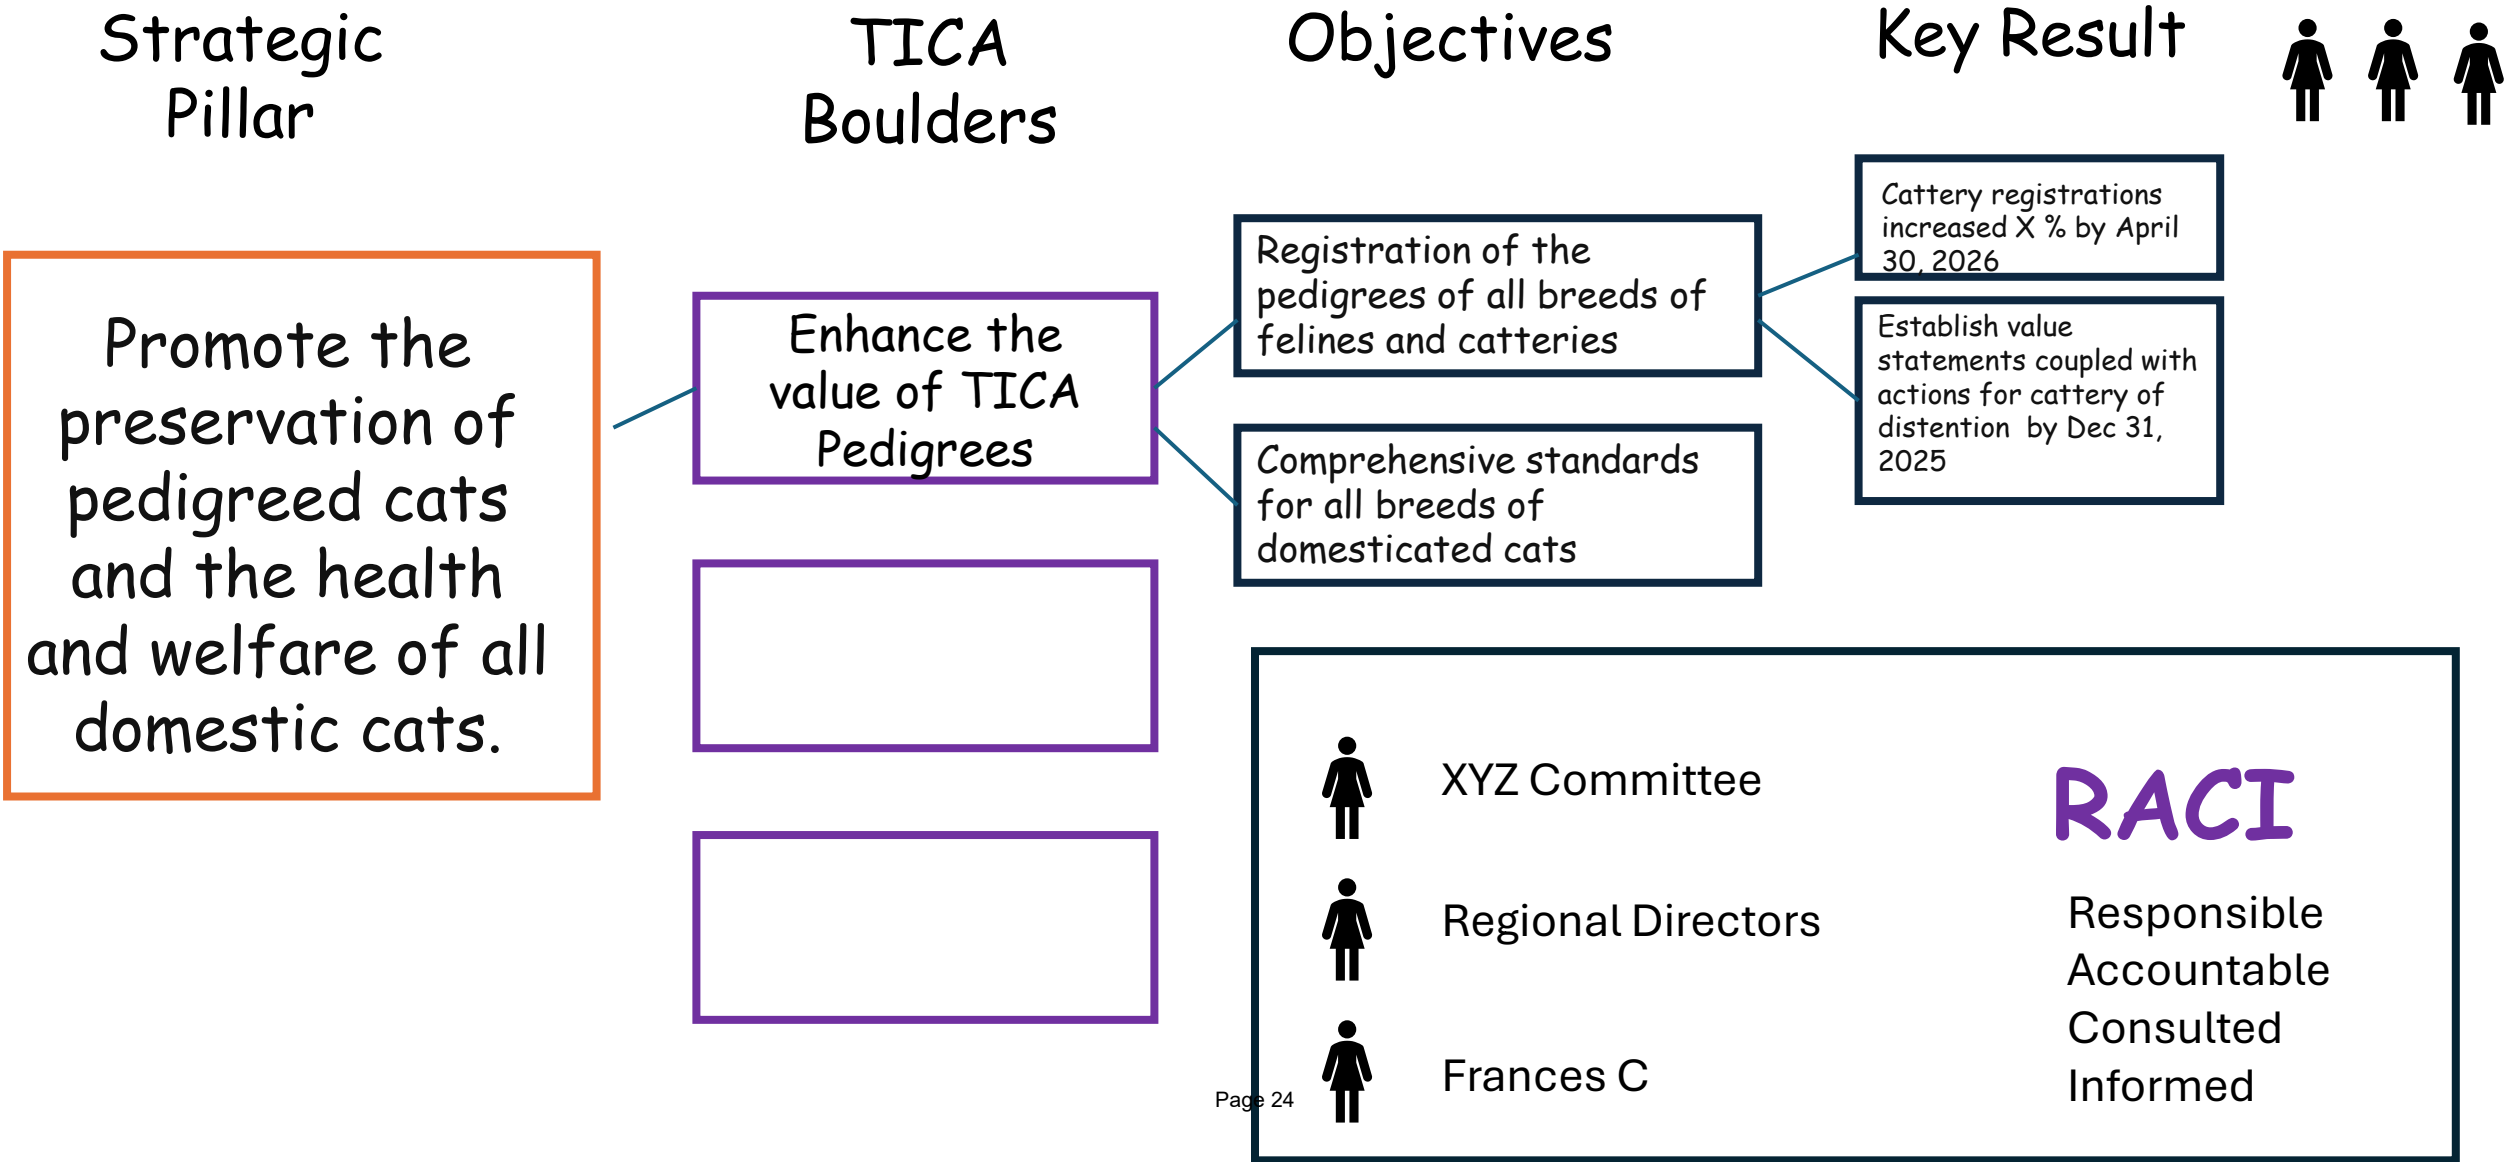 Strategic
Pillar
TICA
Boulders
Objectives
Key Result
Promote the
preservation of
pedigreed cats
and the health
and welfare of all
domestic cats.
Enhance the
value of TICA
Pedigrees
Registration of the
pedigrees of all breeds of
felines and catteries
Comprehensive standards
for all breeds of
domesticated cats
Cattery registrations
increased X % by April
30, 2026
Establish value
statements coupled with
actions for cattery of
distention by Dec 31,
2025
XYZ Committee
Regional Directors
Frances C
RACI
Responsible
Accountable
Consulted
Informed
Page 24